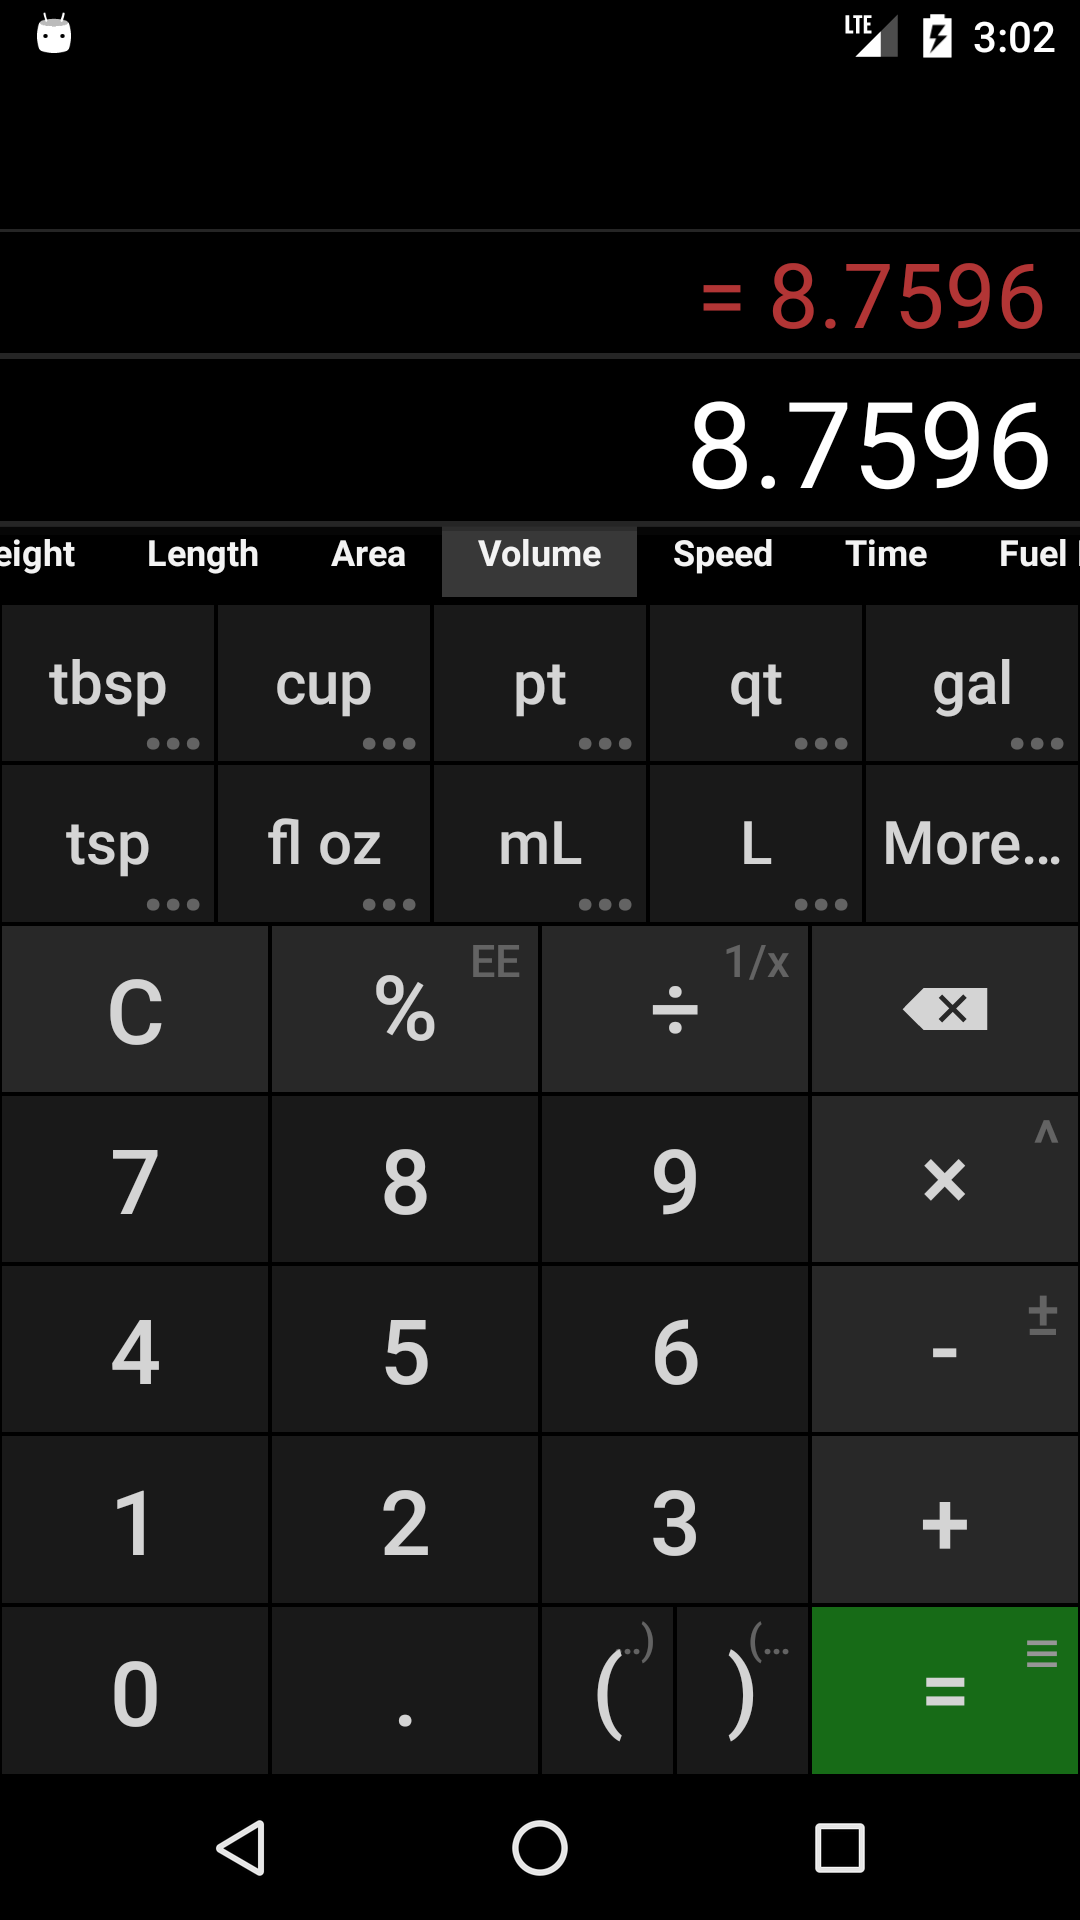 LTE 3:02
= 8.7596
8.7596
eight Length Area Volume Speed Time Fuel
tbsp cup pt qt gal
... ... ... ... ...
tsp fl oz mL L More...
... ... ... ...
C % EE ÷ 1/x
7 8 9 × ^
4 5 6 - ±
1 2 3 +
0 . ( ..) ) (... =